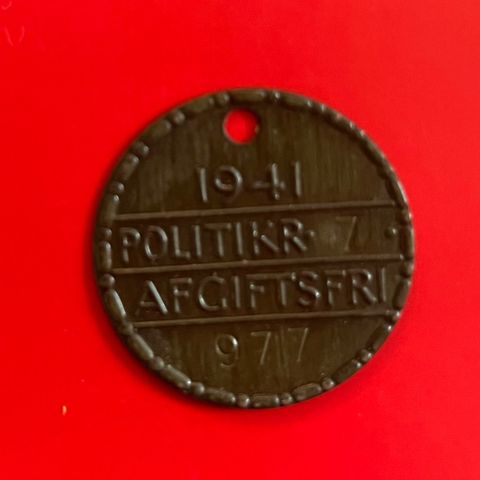 1941
POLITIKR. 7.
AFGIFTSFRI
977